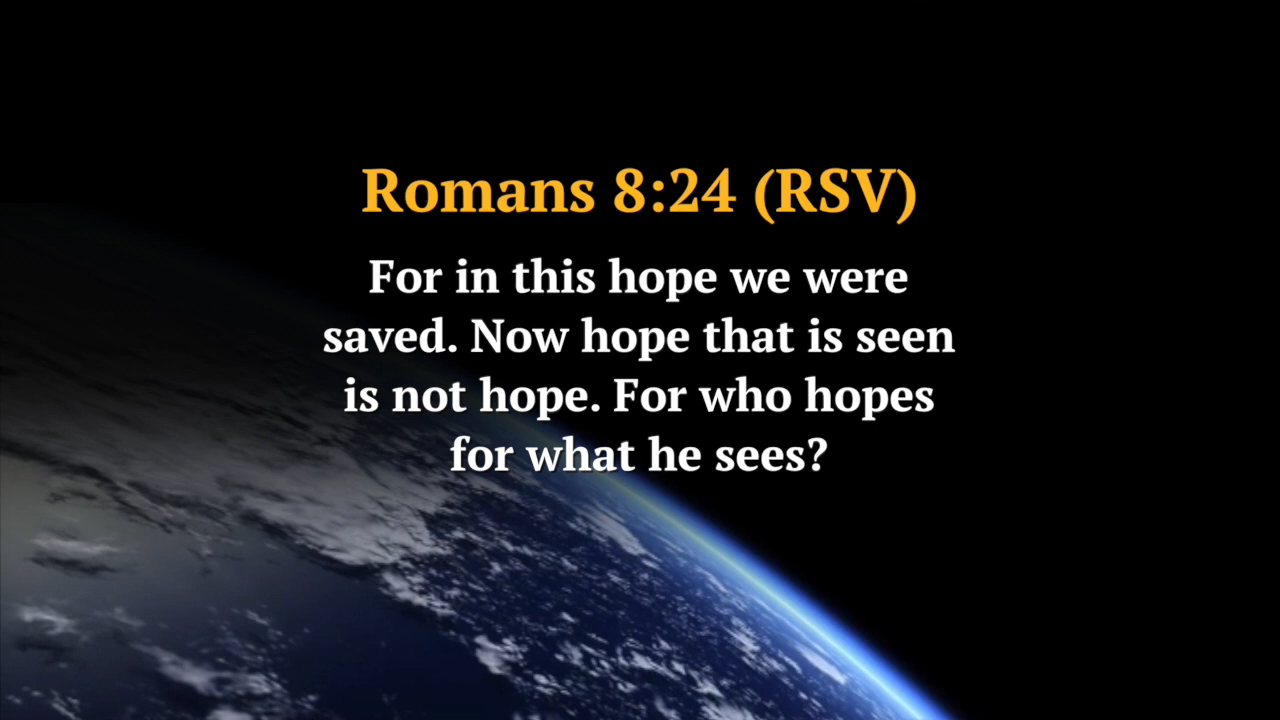 Romans 8:24 (RSV)
For in this hope we were
saved. Now hope that is seen
is not hope. For who hopes
for what he sees?